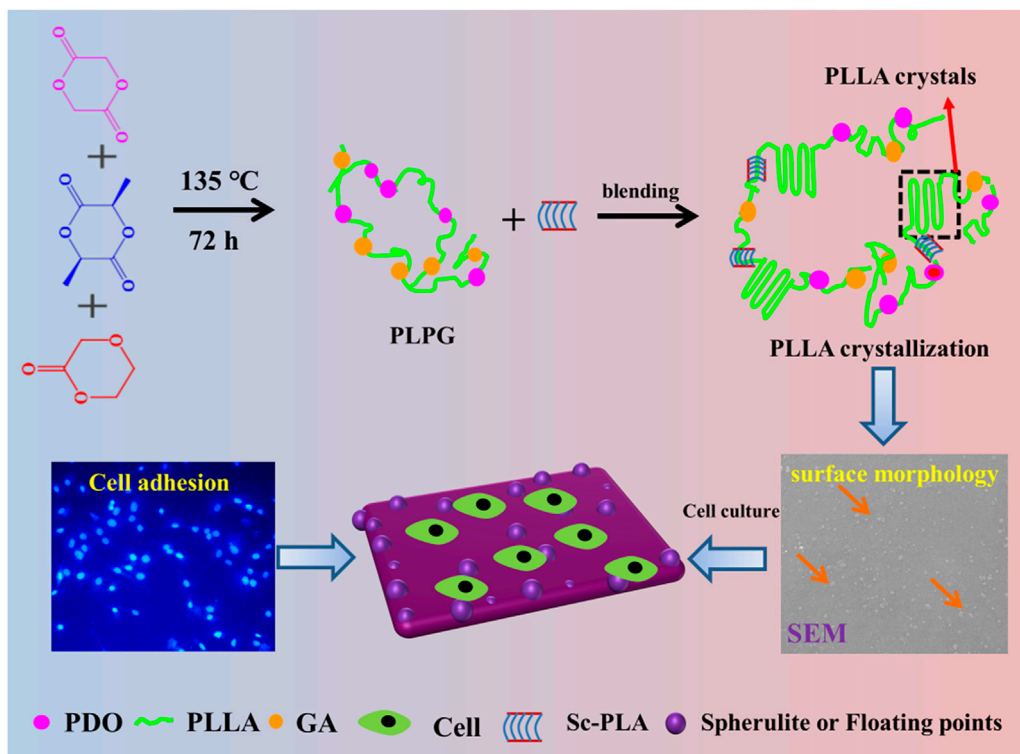 O
O
O
O
+
O
O
O
O
+
O
O
O
135 °C
72 h
PLPG
+
blending
PLLA crystals
PLLA crystallization
Cell adhesion
Cell culture
surface morphology
SEM
PDO PLLA GA Cell Sc-PLA Spherulite or Floating points